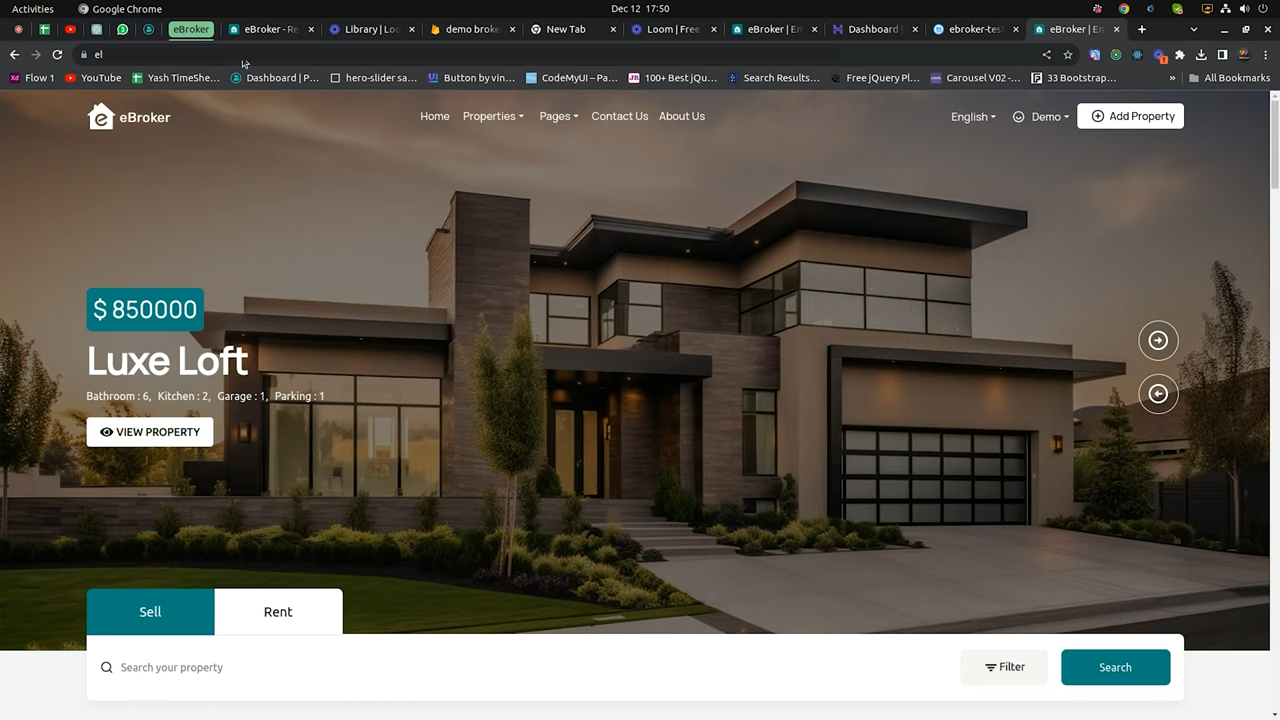 Activities
Google Chrome
Dec 12 17:50
eBroker
eBroker - Re
Library | Loo
demo broke
New Tab
Loom | Free
eBroker | En
Dashboard
ebroker-test
eBroker | En
el
Flow 1
YouTube
Yash TimeShe...
Dashboard | P...
hero-slider sa...
Button by vin...
CodeMyUI – Pa...
100+ Best jQu...
Search Results...
Free jQuery Pl...
Carousel V02 -...
33 Bootstrap...
»
All Bookmarks
eBroker
Home
Properties
Pages
Contact Us
About Us
English
Demo
Add Property
$ 850000
Luxe Loft
Bathroom : 6, Kitchen : 2, Garage : 1, Parking : 1
VIEW PROPERTY
Sell
Rent
Search your property
Filter
Search